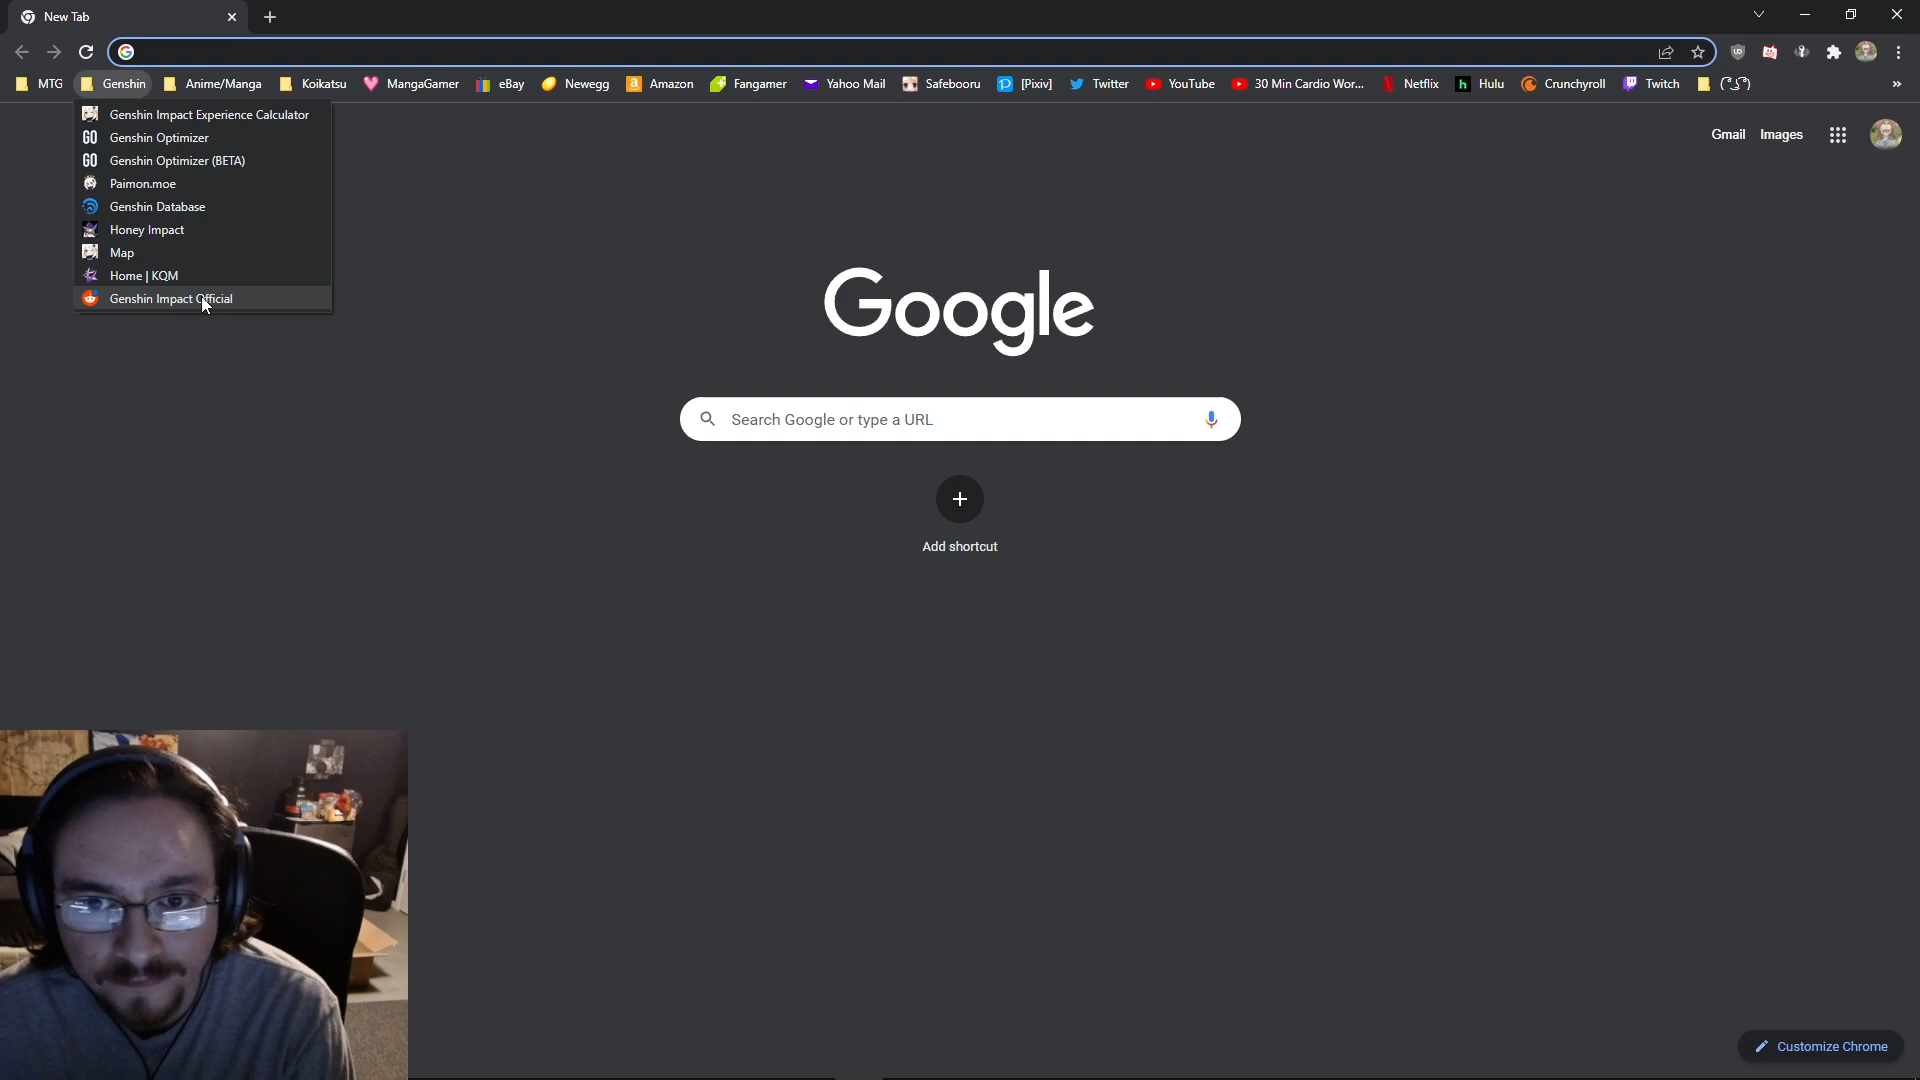 New Tab
MTG Genshin Anime/Manga Koikatsu MangaGamer eBay Newegg Amazon Fangamer Yahoo Mail Safebooru [Pixiv] Twitter YouTube 30 Min Cardio Wor... Netflix Hulu Crunchyroll Twitch ( ͡° ͜ʖ ͡°) »
Genshin Impact Experience Calculator
Genshin Optimizer
Genshin Optimizer (BETA)
Paimon.moe
Genshin Database
Honey Impact
Map
Home | KQM
Genshin Impact Official
Gmail Images
Google
Search Google or type a URL
Add shortcut
Customize Chrome